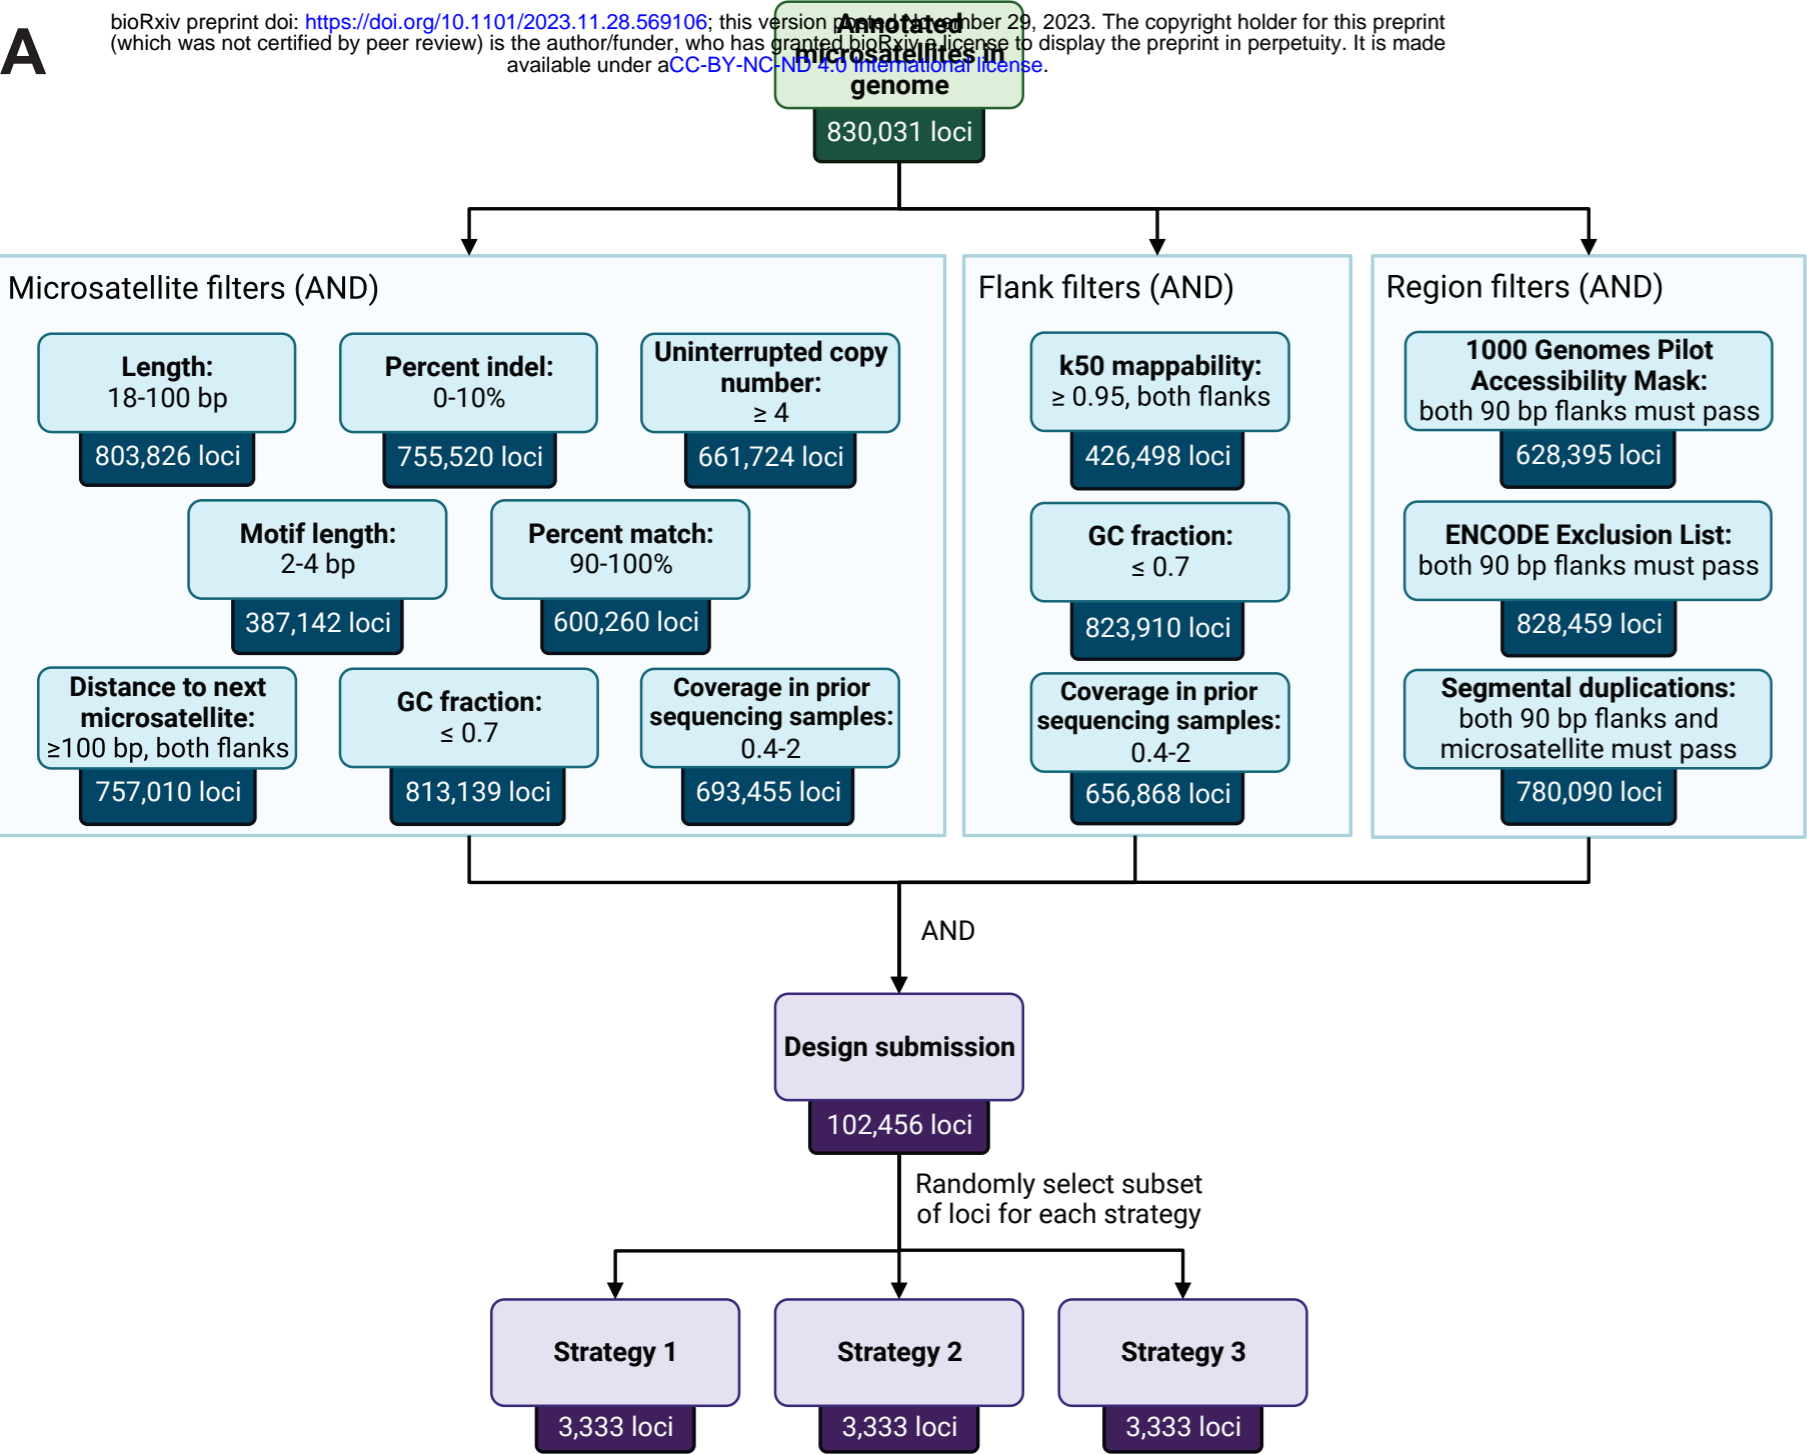 A
bioRxiv preprint doi: https://doi.org/10.1101/2023.11.28.569106; this version posted November 29, 2023. The copyright holder for this preprint
(which was not certified by peer review) is the author/funder, who has granted bioRxiv a license to display the preprint in perpetuity. It is made
available under aCC-BY-NC-ND 4.0 International license.
Annotated
microsatellites in
genome
830,031 loci
Microsatellite filters (AND)
Length:
18-100 bp
803,826 loci
Percent indel:
0-10%
755,520 loci
Uninterrupted copy
number:
≥ 4
661,724 loci
Motif length:
2-4 bp
387,142 loci
Percent match:
90-100%
600,260 loci
Distance to next
microsatellite:
≥100 bp, both flanks
757,010 loci
GC fraction:
≤ 0.7
813,139 loci
Coverage in prior
sequencing samples:
0.4-2
693,455 loci
Flank filters (AND)
k50 mappability:
≥ 0.95, both flanks
426,498 loci
GC fraction:
≤ 0.7
823,910 loci
Coverage in prior
sequencing samples:
0.4-2
656,868 loci
Region filters (AND)
1000 Genomes Pilot
Accessibility Mask:
both 90 bp flanks must pass
628,395 loci
ENCODE Exclusion List:
both 90 bp flanks must pass
828,459 loci
Segmental duplications:
both 90 bp flanks and
microsatellite must pass
780,090 loci
AND
Design submission
102,456 loci
Randomly select subset
of loci for each strategy
Strategy 1
3,333 loci
Strategy 2
3,333 loci
Strategy 3
3,333 loci